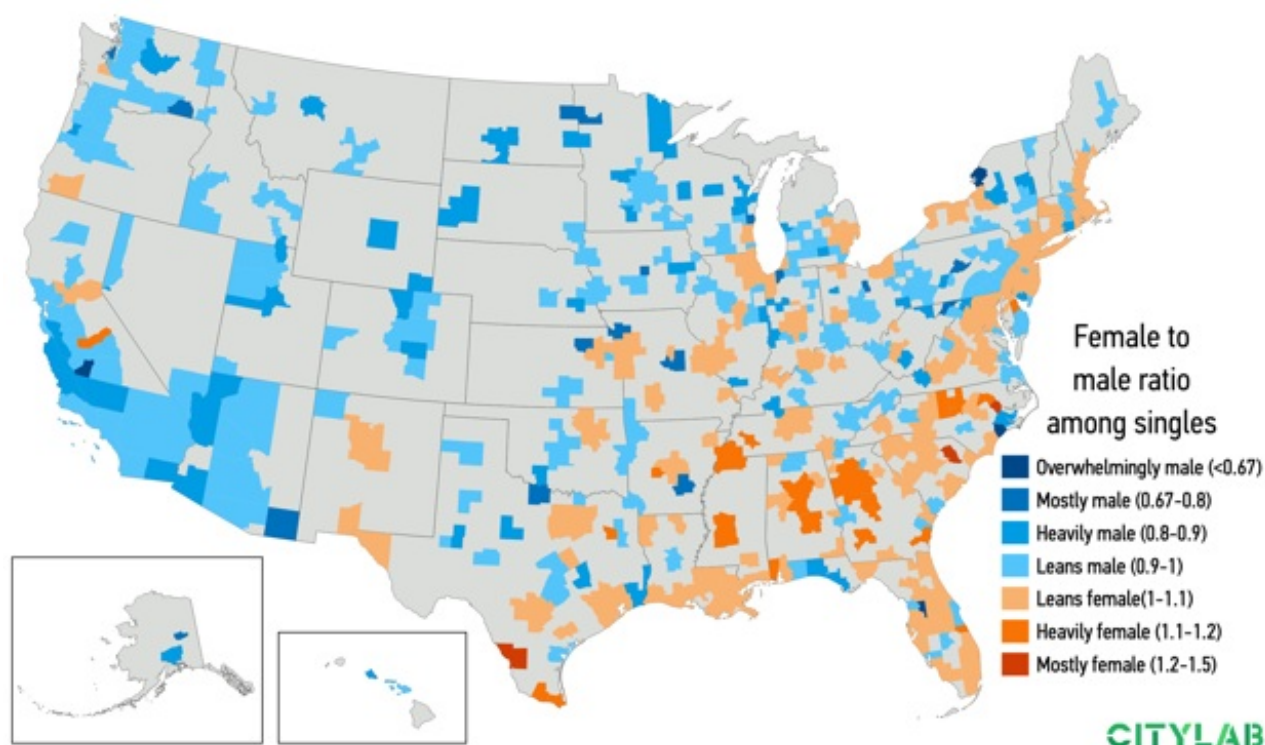 Female to
male ratio
among singles
Overwhelmingly male (<0.67)
Mostly male (0.67-0.8)
Heavily male (0.8-0.9)
Leans male (0.9-1)
Leans female(1-1.1)
Heavily female (1.1-1.2)
Mostly female (1.2-1.5)
CITYLAB